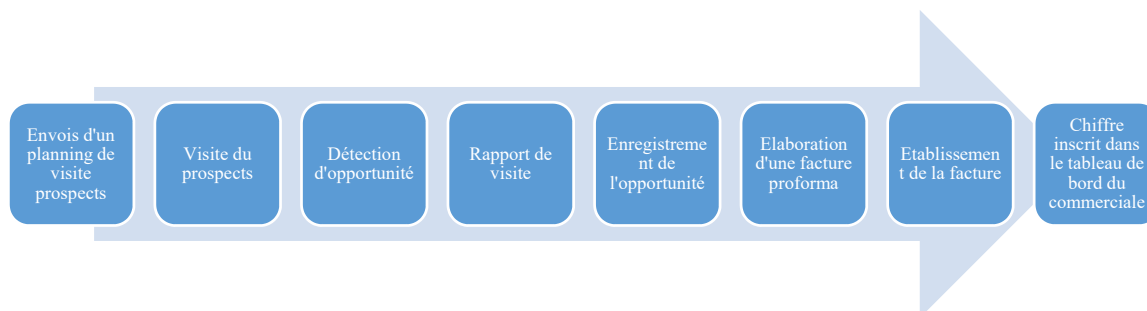 Envois d'un
planning de
visite
prospects
Visite du
prospects
Détection
d'opportunité
Rapport de
visite
Enregistreme
nt de
l'opportunité
Elaboration
d'une facture
proforma
Etablissemen
t de la facture
Chiffre
inscrit dans
le tableau de
bord du
commerciale